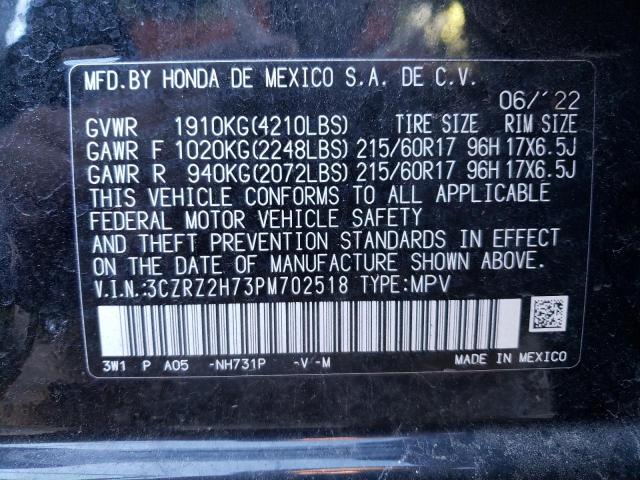 MFD.BY HONDA DE MEXICO S.A. DE C.V.
06/'22
GVWR 1910KG(4210LBS) TIRE SIZE RIM SIZE
GAWR F 1020KG(2248LBS) 215/60R17 96H 17X6.5J
GAWR R 940KG(2072LBS) 215/60R17 96H 17X6.5J
THIS VEHICLE CONFORMS TO ALL APPLICABLE
FEDERAL MOTOR VEHICLE SAFETY
AND THEFT PREVENTION STANDARDS IN EFFECT
ON THE DATE OF MANUFACTURE SHOWN ABOVE.
V.I.N.:3CZRZ2H73PM702518 TYPE:MPV
3W1 P A05 -NH731P -V-M MADE IN MEXICO